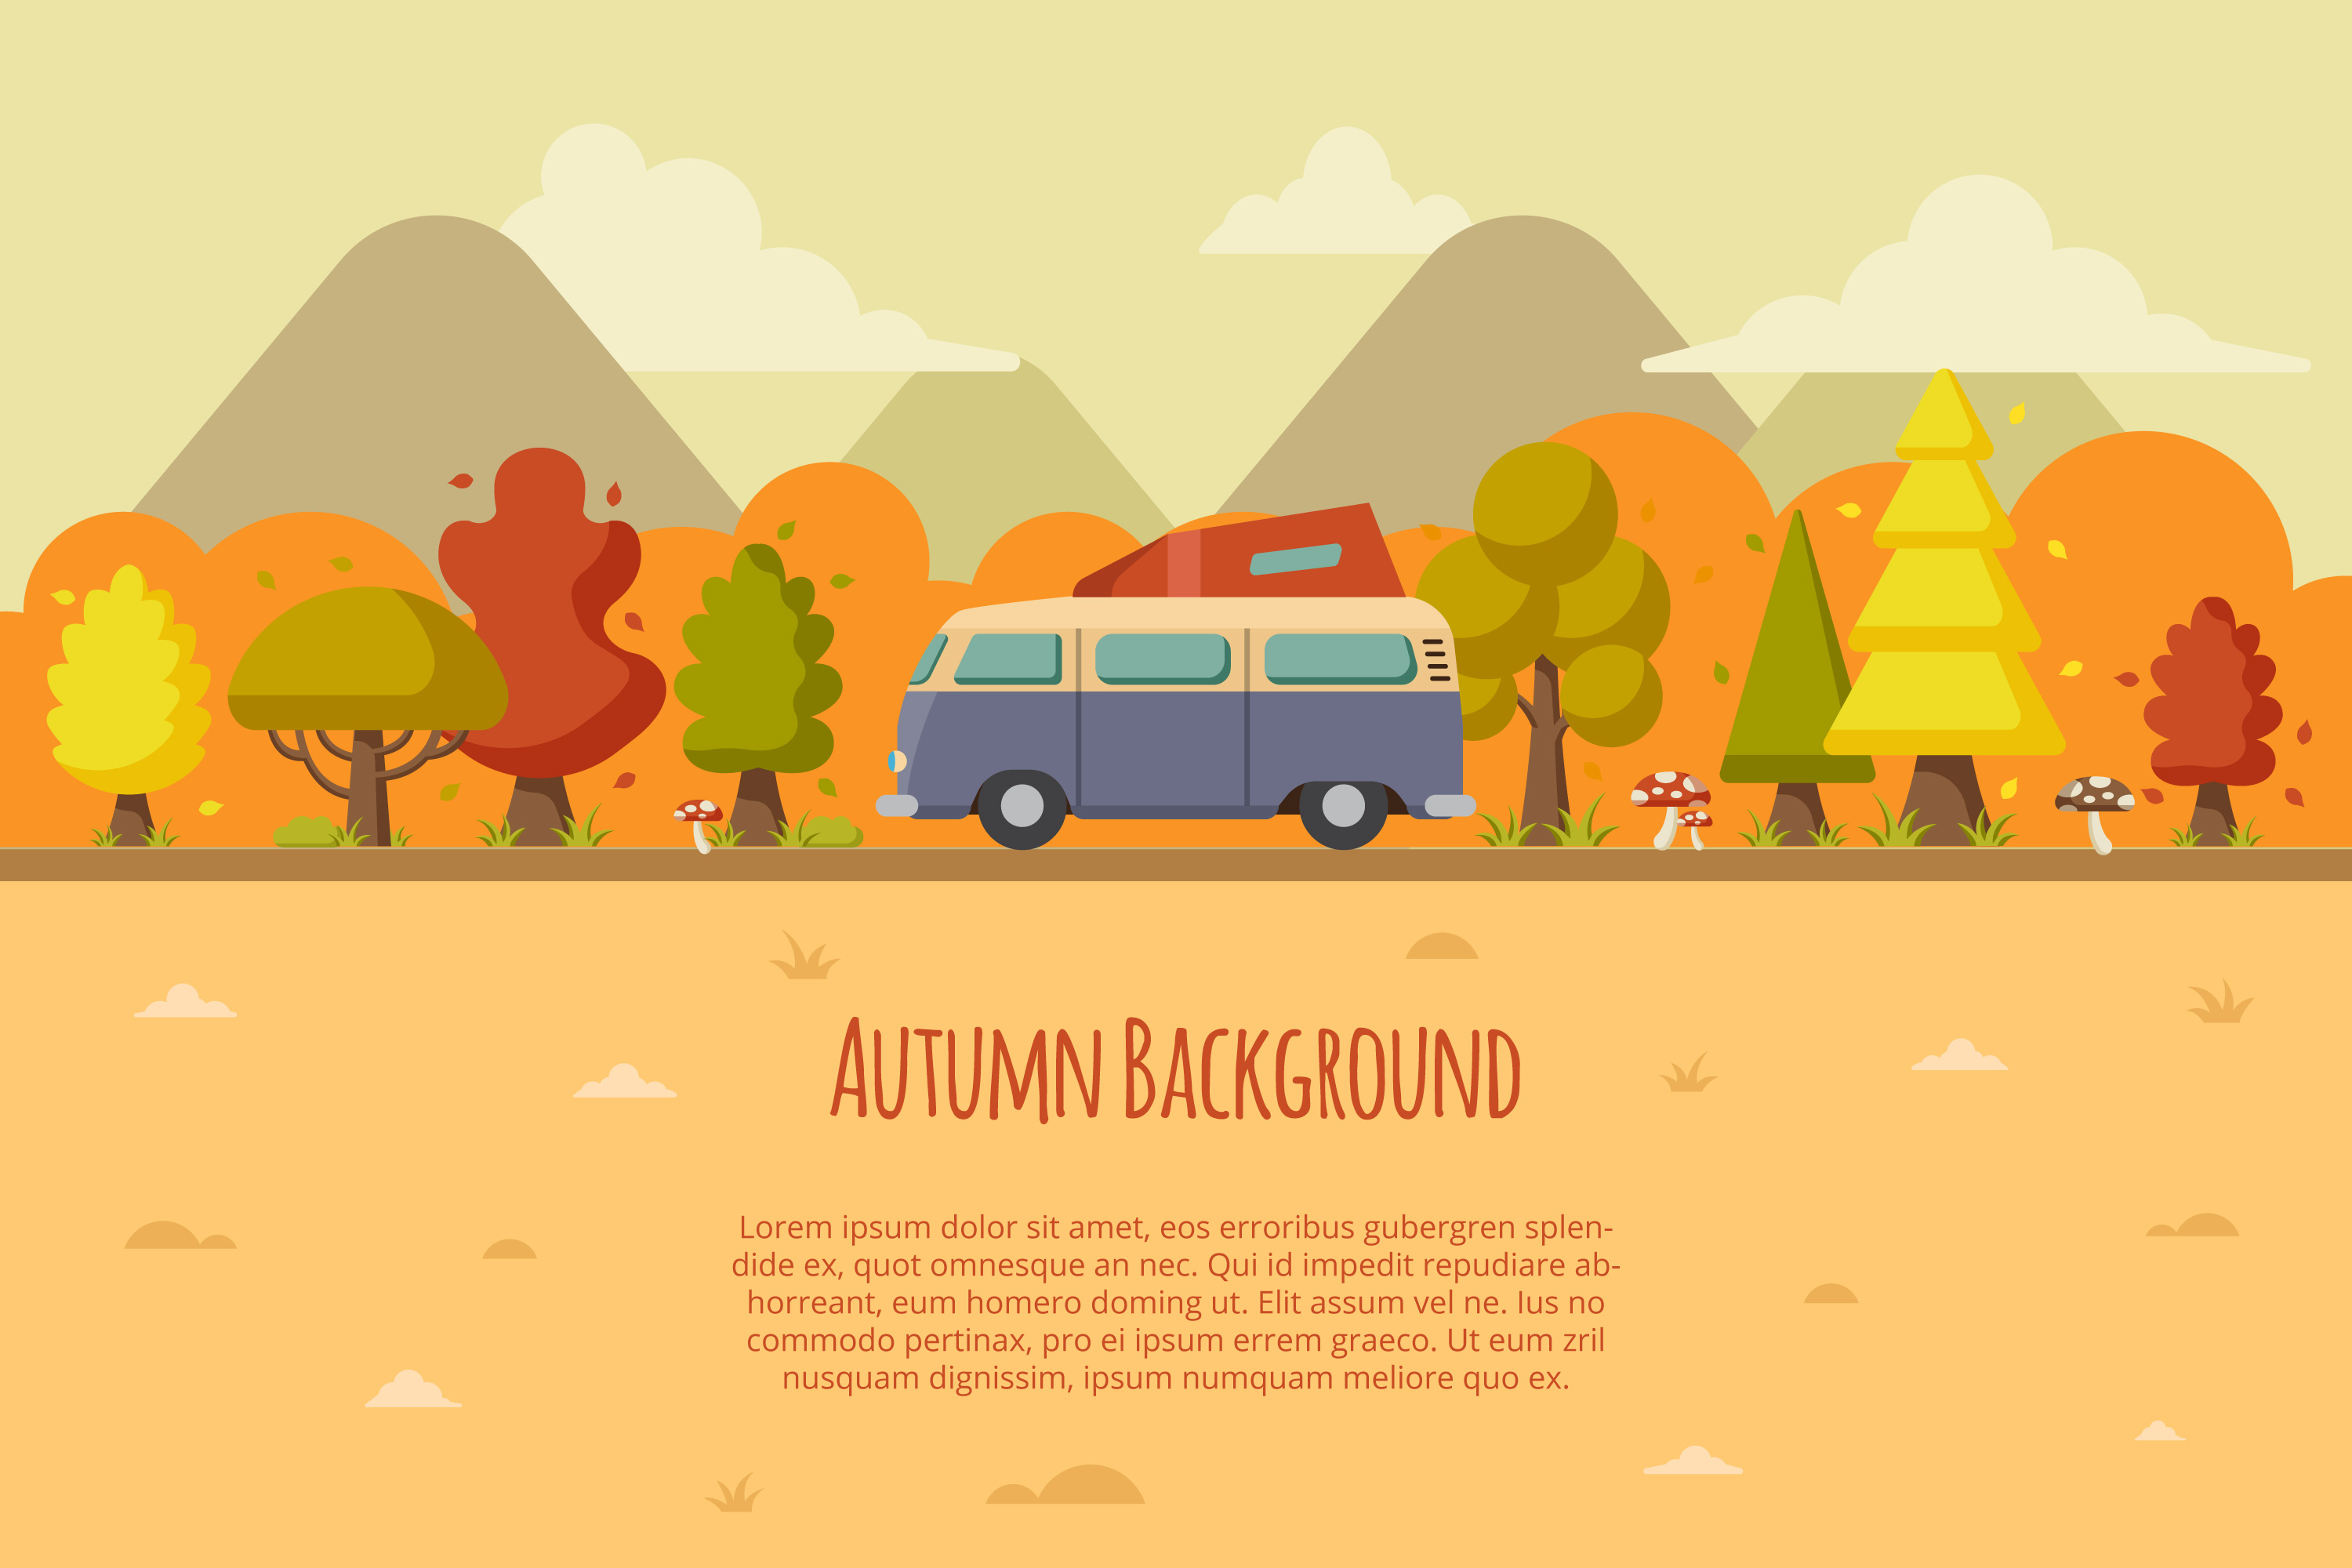 Autumn Background
Lorem ipsum dolor sit amet, eos erroribus gubergren splen-
dide ex, quot omnesque an nec. Qui id impedit repudiare ab-
horreant, eum homero doming ut. Elit assum vel ne. Ius no
commodo pertinax, pro ei ipsum errem graeco. Ut eum zril
nusquam dignissim, ipsum numquam meliore quo ex.